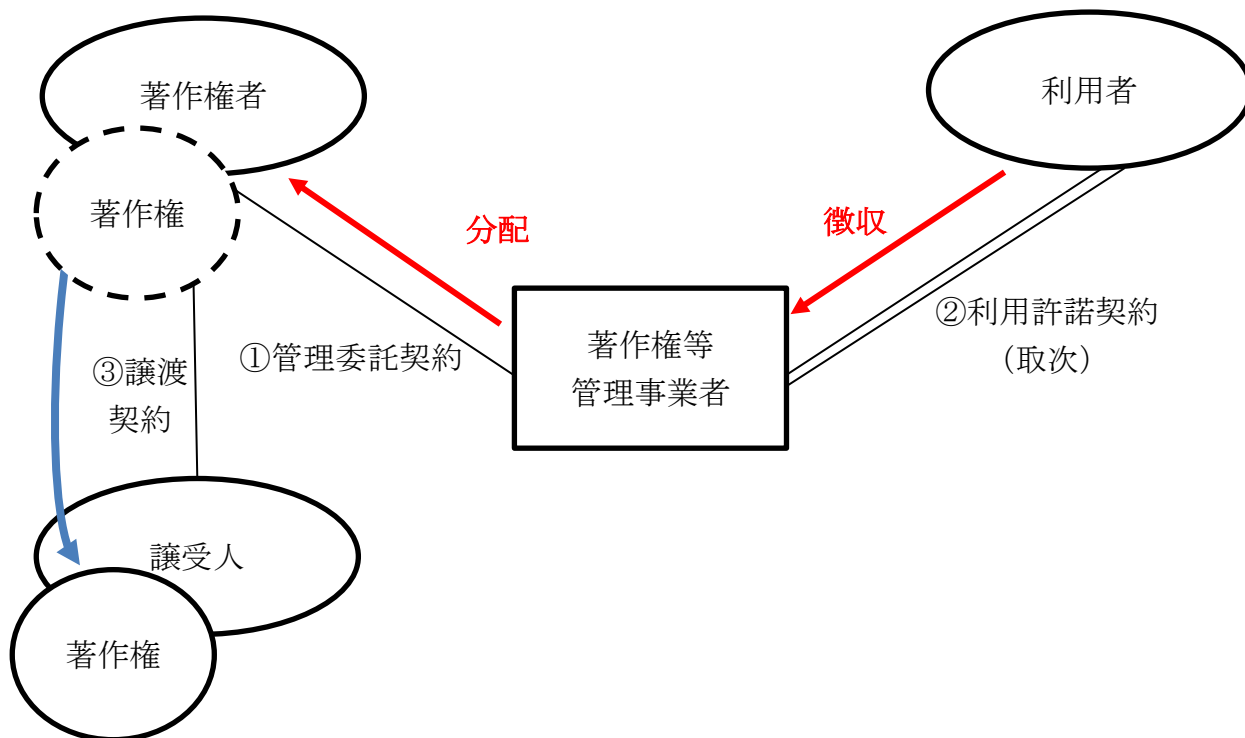 著作権者
利用者
著作権
分配
徴収
著作権等
管理事業者
②利用許諾契約
（取次）
①管理委託契約
③譲渡
契約
譲受人
著作権